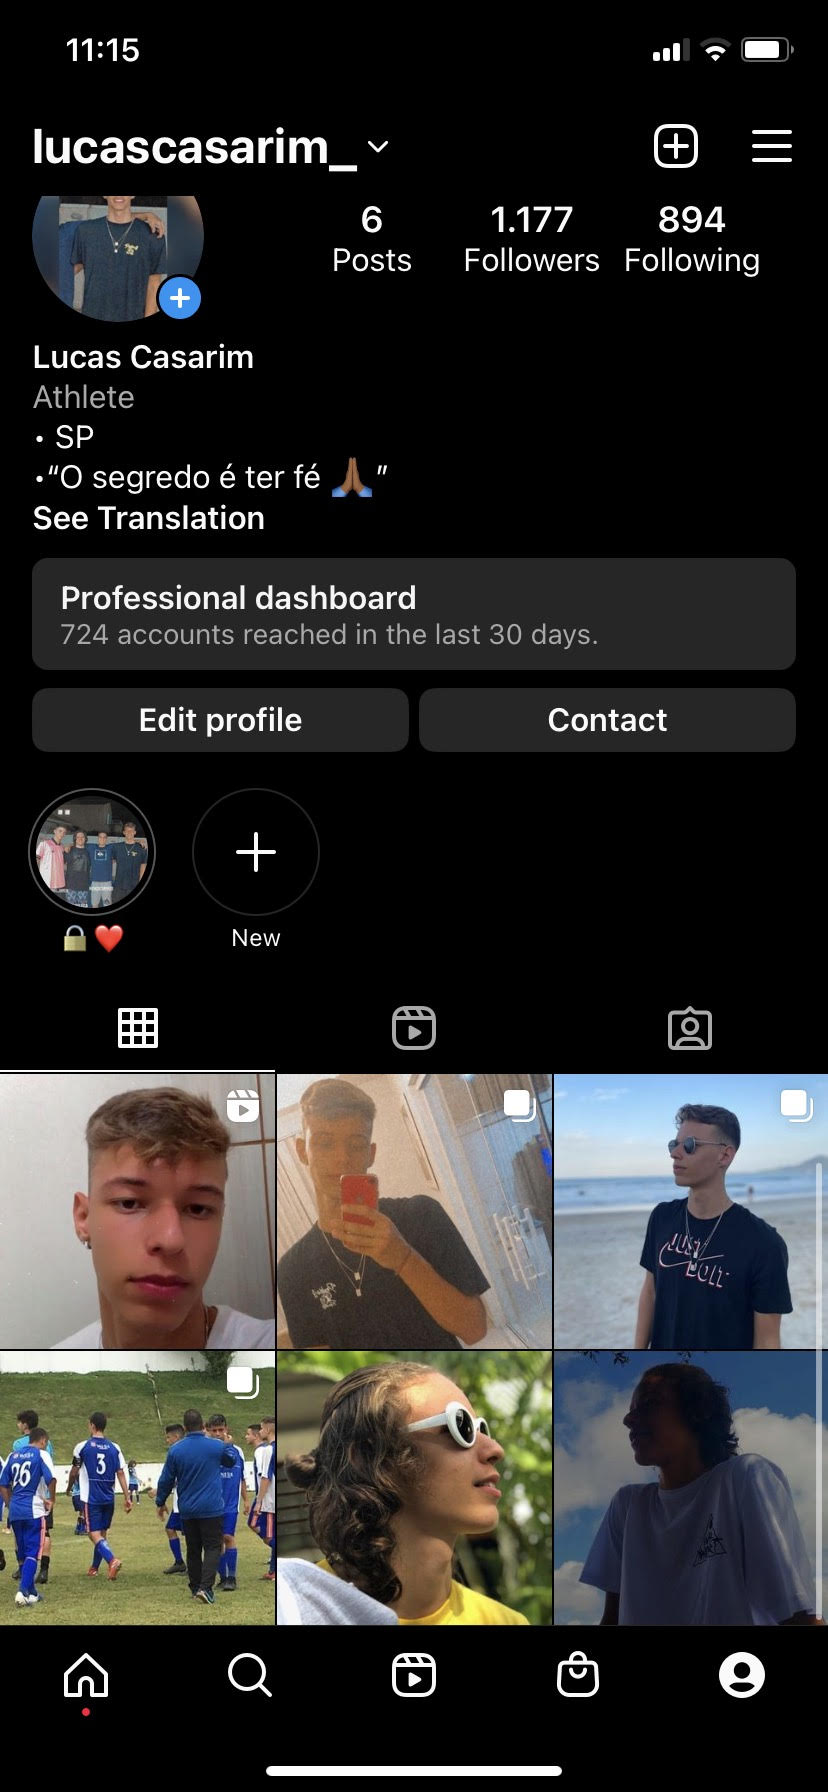 11:15
lucascasarim_
6 1.177 894
Posts Followers Following
Lucas Casarim
Athlete
• SP
•“O segredo é ter fé 🙏🏾”
See Translation
Professional dashboard
724 accounts reached in the last 30 days.
Edit profile Contact
🔒❤️ New
JUST
DO IT
26
3